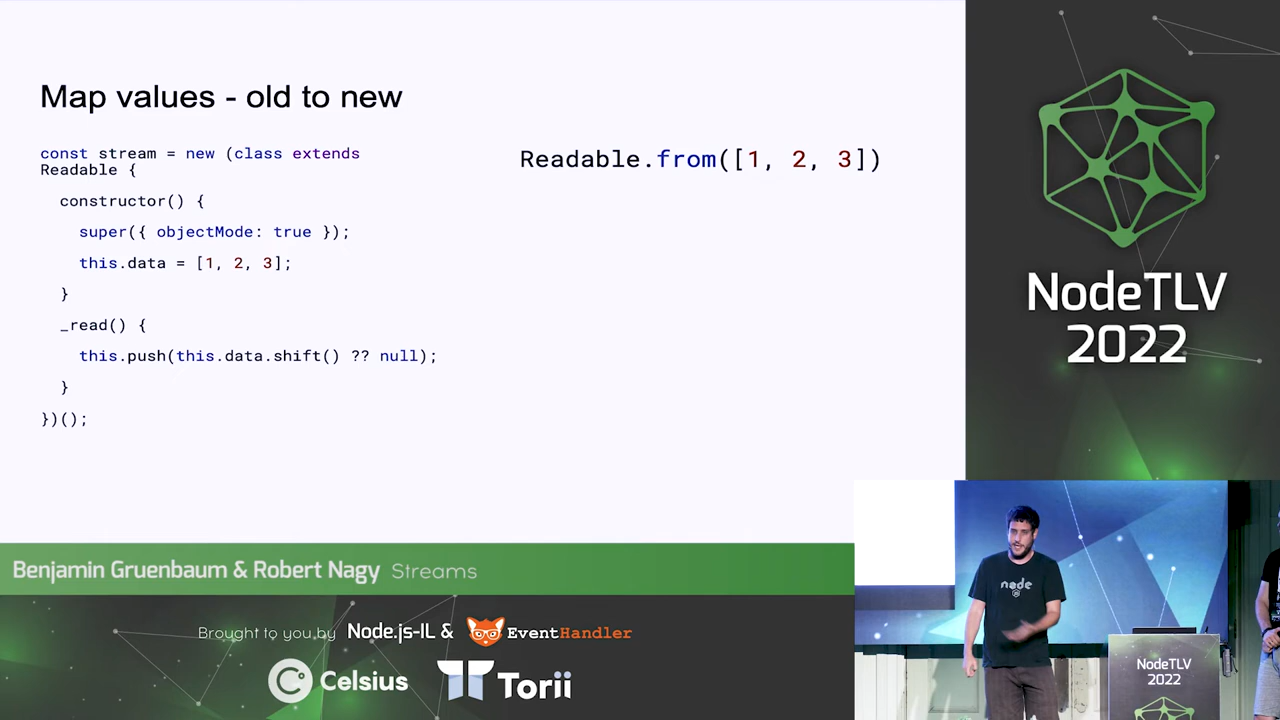 Map values - old to new
const stream = new (class extends
Readable {
constructor() {
super({ objectMode: true });
this.data = [1, 2, 3];
}
_read() {
this.push(this.data.shift() ?? null);
}
})();
Readable.from([1, 2, 3])
NodeTLV
2022
Benjamin Gruenbaum & Robert Nagy Streams
Brought to you by Node.js-IL & EventHandler
Celsius Torii
node
JS
NodeTLV
2022